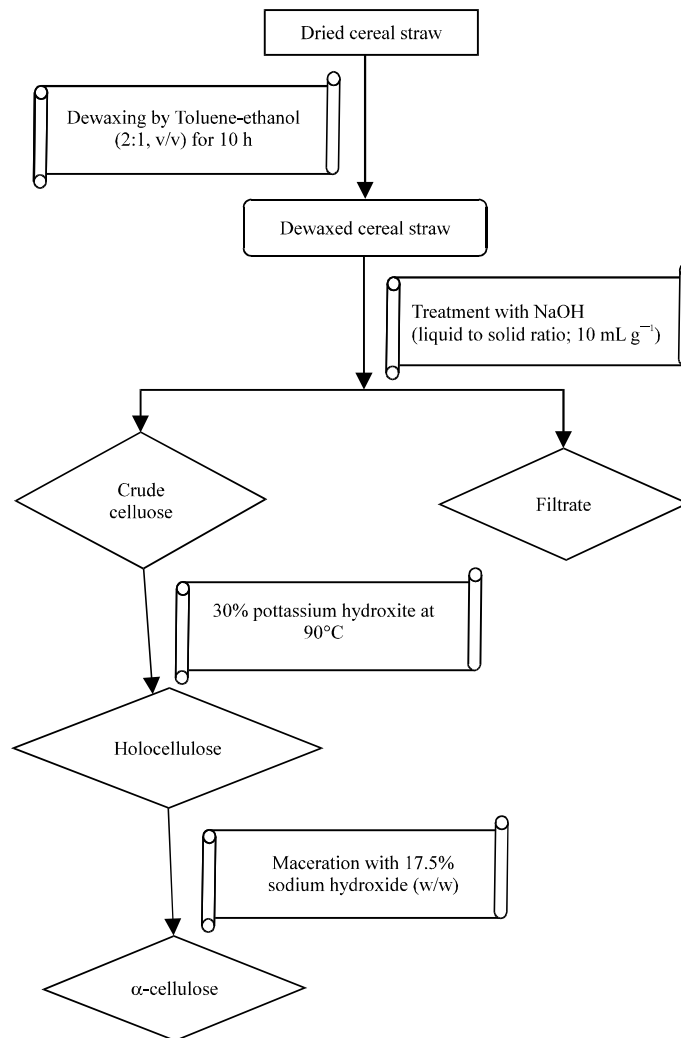 Dried cereal straw
Dewaxing by Toluene-ethanol
(2:1, v/v) for 10 h
Dewaxed cereal straw
Treatment with NaOH
(liquid to solid ratio; 10 mL g⁻¹)
Crude
celluose
Filtrate
30% pottassium hydroxite at
90°C
Holocellulose
Maceration with 17.5%
sodium hydroxide (w/w)
α-cellulose